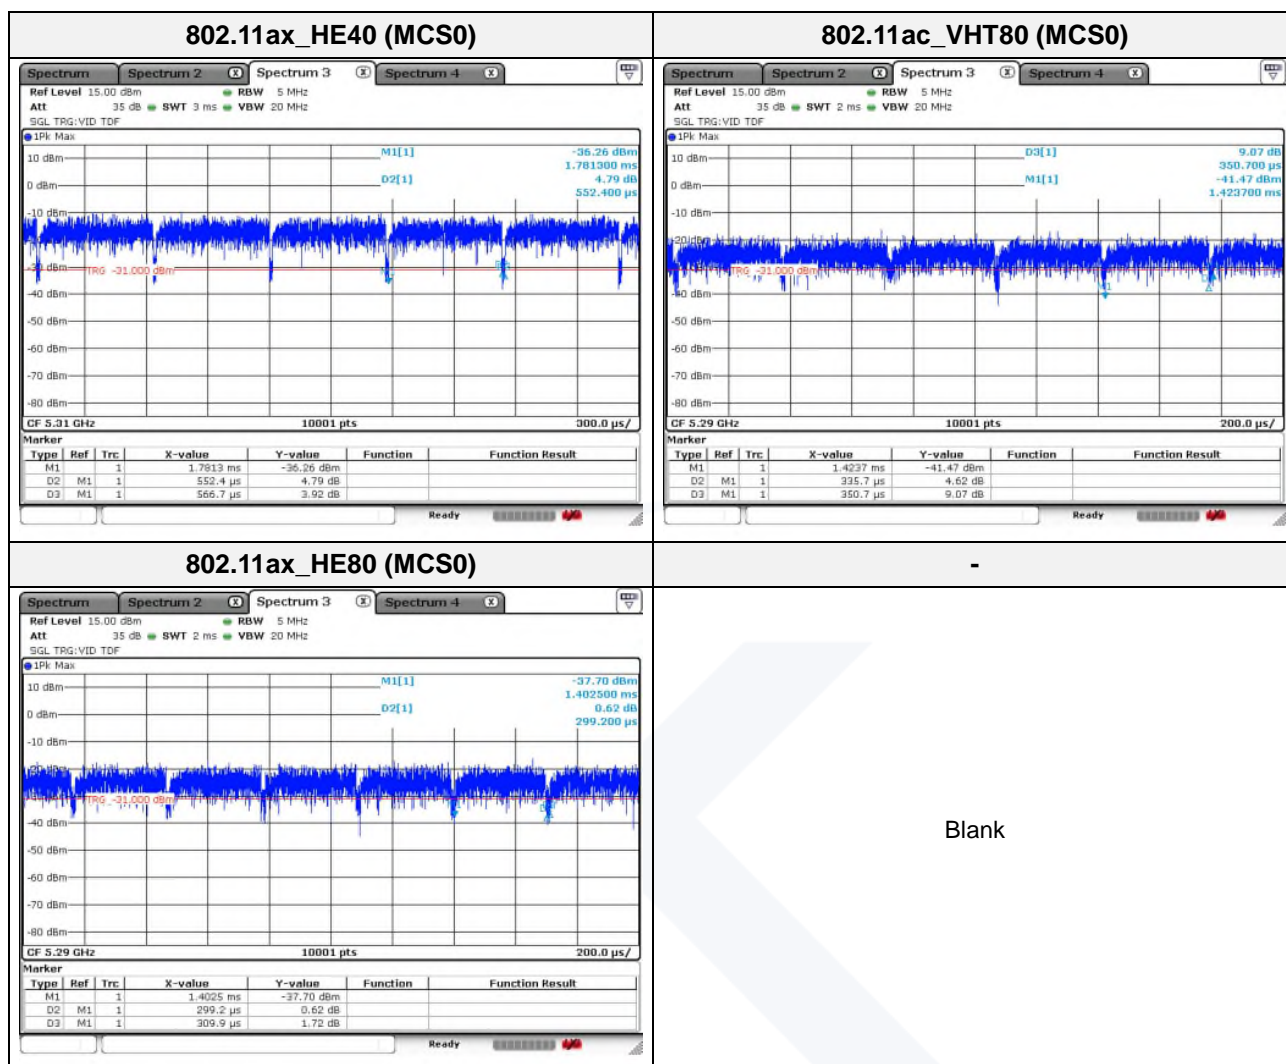 802.11ax_HE40 (MCS0)
802.11ac_VHT80 (MCS0)
Spectrum Spectrum 2 Spectrum 3 Spectrum 4
Ref Level 15.00 dBm RBW 5 MHz
Att 35 dB SWT 3 ms VBW 20 MHz
SGL TRG:VID TDF
1Pk Max
M1[1] -36.26 dBm
1.781300 ms
D2[1] 4.79 dB
552.400 µs
10 dBm
0 dBm
-10 dBm
TRG -31.000 dBm
-40 dBm
-50 dBm
-60 dBm
-70 dBm
-80 dBm
CF 5.31 GHz 10001 pts 300.0 µs/
Marker
Type Ref Trc X-value Y-value Function Function Result
M1 1 1.7813 ms -36.26 dBm
D2 M1 1 552.4 µs 4.79 dB
D3 M1 1 566.7 µs 3.92 dB
Ready
Spectrum Spectrum 2 Spectrum 3 Spectrum 4
Ref Level 15.00 dBm RBW 5 MHz
Att 35 dB SWT 2 ms VBW 20 MHz
SGL TRG:VID TDF
1Pk Max
D3[1] 9.07 dB
350.700 µs
M1[1] -41.47 dBm
1.423700 ms
10 dBm
0 dBm
-10 dBm
TRG -31.000 dBm
-50 dBm
-60 dBm
-70 dBm
-80 dBm
CF 5.29 GHz 10001 pts 200.0 µs/
Marker
Type Ref Trc X-value Y-value Function Function Result
M1 1 1.4237 ms -41.47 dBm
D2 M1 1 335.7 µs 4.62 dB
D3 M1 1 350.7 µs 9.07 dB
Ready
802.11ax_HE80 (MCS0)
-
Spectrum Spectrum 2 Spectrum 3 Spectrum 4
Ref Level 15.00 dBm RBW 5 MHz
Att 35 dB SWT 2 ms VBW 20 MHz
SGL TRG:VID TDF
1Pk Max
M1[1] -37.70 dBm
1.402500 ms
D2[1] 0.62 dB
299.200 µs
10 dBm
0 dBm
-10 dBm
TRG -31.000 dBm
-40 dBm
-50 dBm
-60 dBm
-70 dBm
-80 dBm
CF 5.29 GHz 10001 pts 200.0 µs/
Marker
Type Ref Trc X-value Y-value Function Function Result
M1 1 1.4025 ms -37.70 dBm
D2 M1 1 299.2 µs 0.62 dB
D3 M1 1 309.9 µs 1.72 dB
Ready
Blank